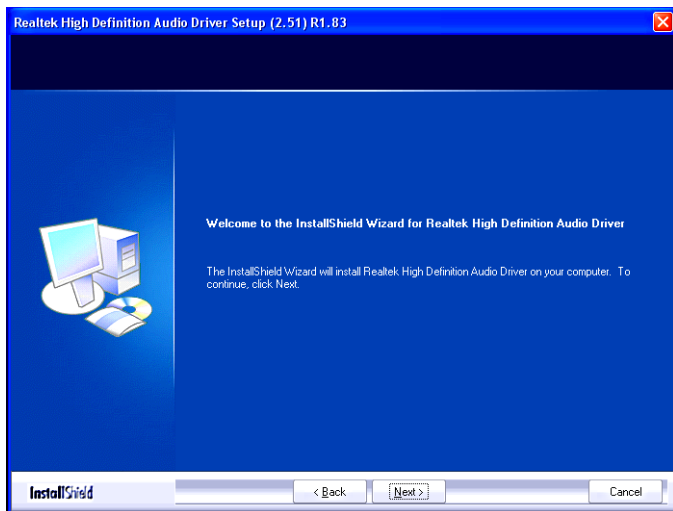 Realtek High Definition Audio Driver Setup (2.51) R1.83
Welcome to the InstallShield Wizard for Realtek High Definition Audio Driver
The InstallShield Wizard will install Realtek High Definition Audio Driver on your computer. To
continue, click Next.
InstallShield
< Back
Next >
Cancel